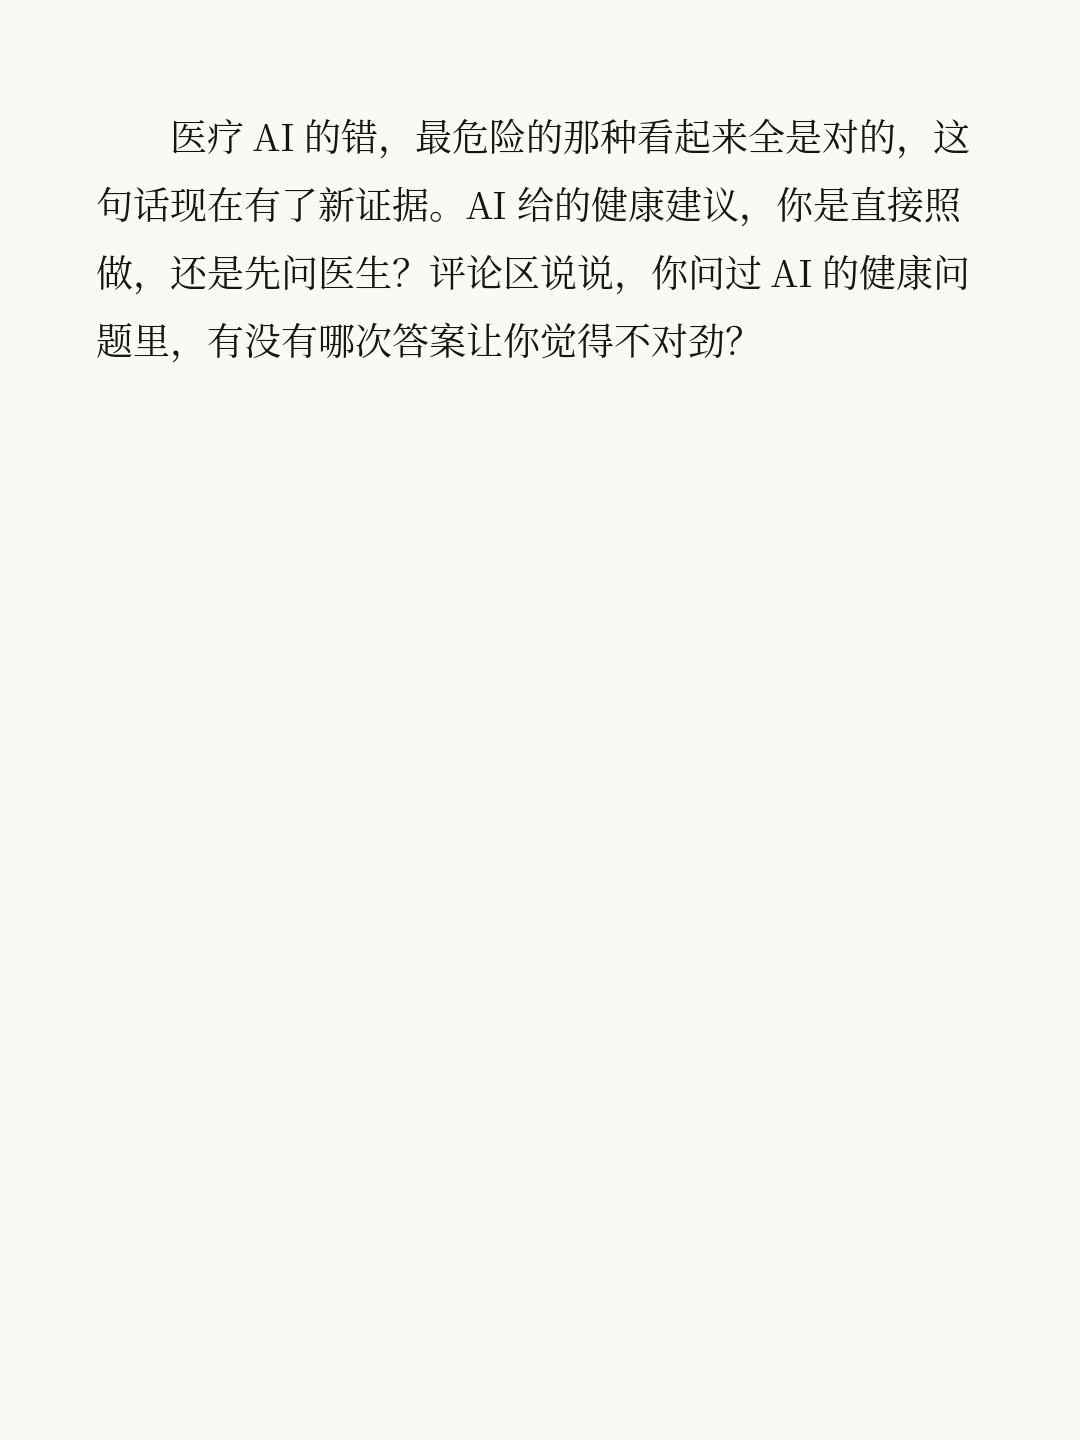 医疗 AI 的错，最危险的那种看起来全是对的，这
句话现在有了新证据。AI 给的健康建议，你是直接照
做，还是先问医生？评论区说说，你问过 AI 的健康问
题里，有没有哪次答案让你觉得不对劲？